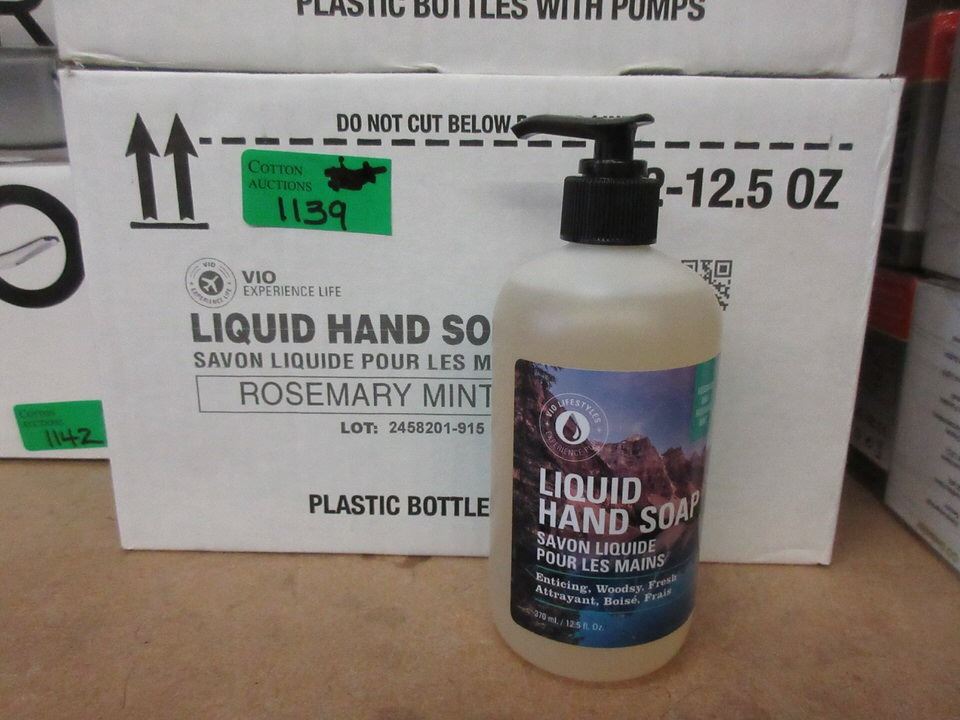 PLASTIC BOTTLES WITH PUMPS
DO NOT CUT BELOW
COTTON
AUCTIONS
1139
-12.5 OZ
VIO
EXPERIENCE LIFE
VIO
EXPERIENCE LIFE
LIQUID HAND SO
SAVON LIQUIDE POUR LES M
ROSEMARY MINT
LOT: 2458201-915
PLASTIC BOTTLE
COTTON
AUCTIONS
1142
VIO LIFESTYLES
LIQUID
HAND SOAP
SAVON LIQUIDE
POUR LES MAINS
Enticing, Woodsy, Fresh
Attrayant, Boisé, Frais
370 ml. / 12.5 fl. Oz.